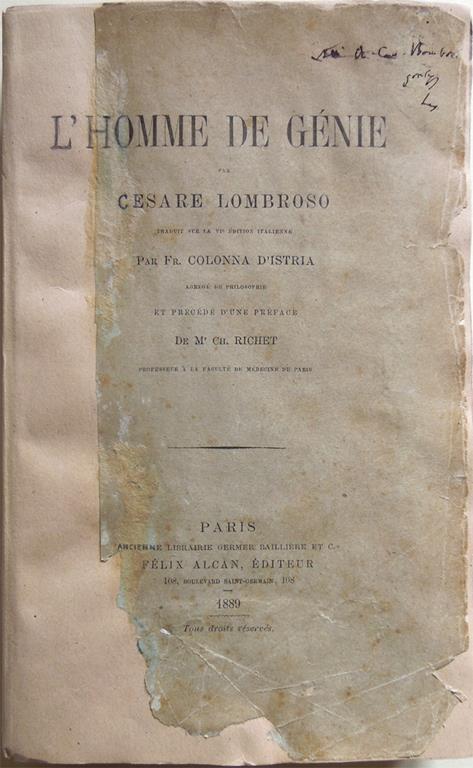 L'HOMME DE GÉNIE
PAR
CESARE LOMBROSO
TRADUIT SUR LA VIe ÉDITION ITALIENNE
PAR FR. COLONNA D'ISTRIA
AGRÉGÉ DE PHILOSOPHIE
ET PRÉCÉDÉ D'UNE PRÉFACE
DE Mr CH. RICHET
PROFESSEUR À LA FACULTÉ DE MÉDECINE DE PARIS
PARIS
ANCIENNE LIBRAIRIE GERMER BAILLIÈRE ET Cie
FÉLIX ALCAN, ÉDITEUR
108, BOULEVARD SAINT-GERMAIN, 108
1889
Tous droits réservés.